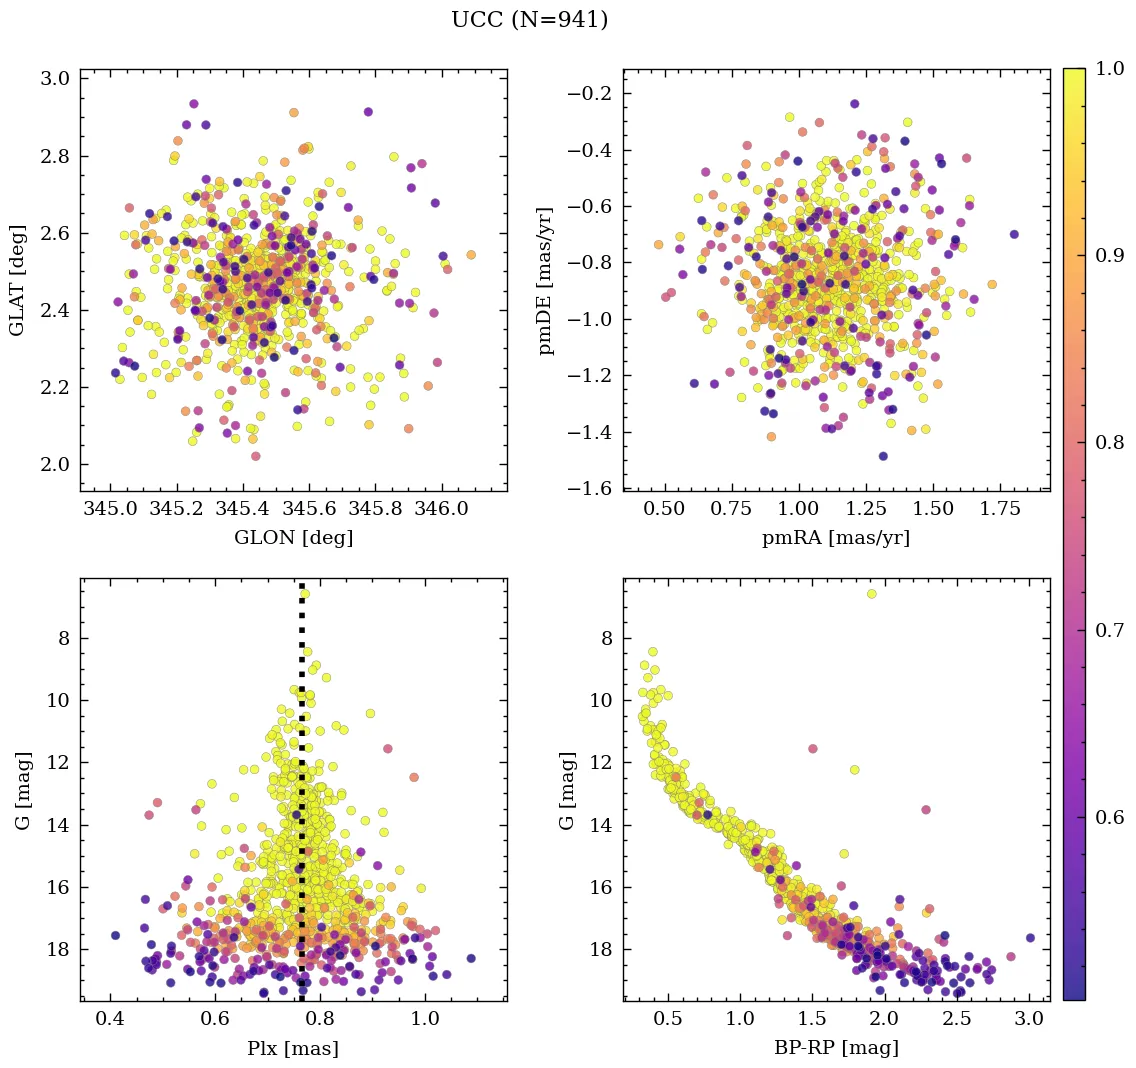 UCC (N=941)
3.0
2.8
2.6
2.4
2.2
2.0
GLAT [deg]
345.0 345.2 345.4 345.6 345.8 346.0
GLON [deg]
−0.2
−0.4
−0.6
−0.8
−1.0
−1.2
−1.4
−1.6
pmDE [mas/yr]
0.50 0.75 1.00 1.25 1.50 1.75
pmRA [mas/yr]
1.0
0.9
0.8
0.7
0.6
8
10
12
14
16
18
G [mag]
0.4 0.6 0.8 1.0
Plx [mas]
8
10
12
14
16
18
G [mag]
0.5 1.0 1.5 2.0 2.5 3.0
BP-RP [mag]